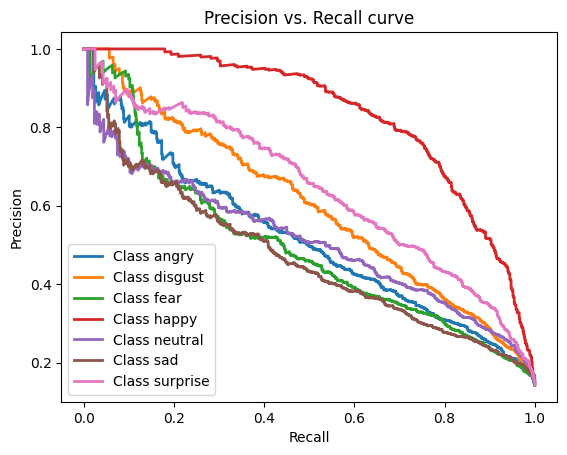 Precision vs. Recall curve
Precision
1.0
0.8
0.6
0.4
0.2
Class angry
Class disgust
Class fear
Class happy
Class neutral
Class sad
Class surprise
0.0 0.2 0.4 0.6 0.8 1.0
Recall